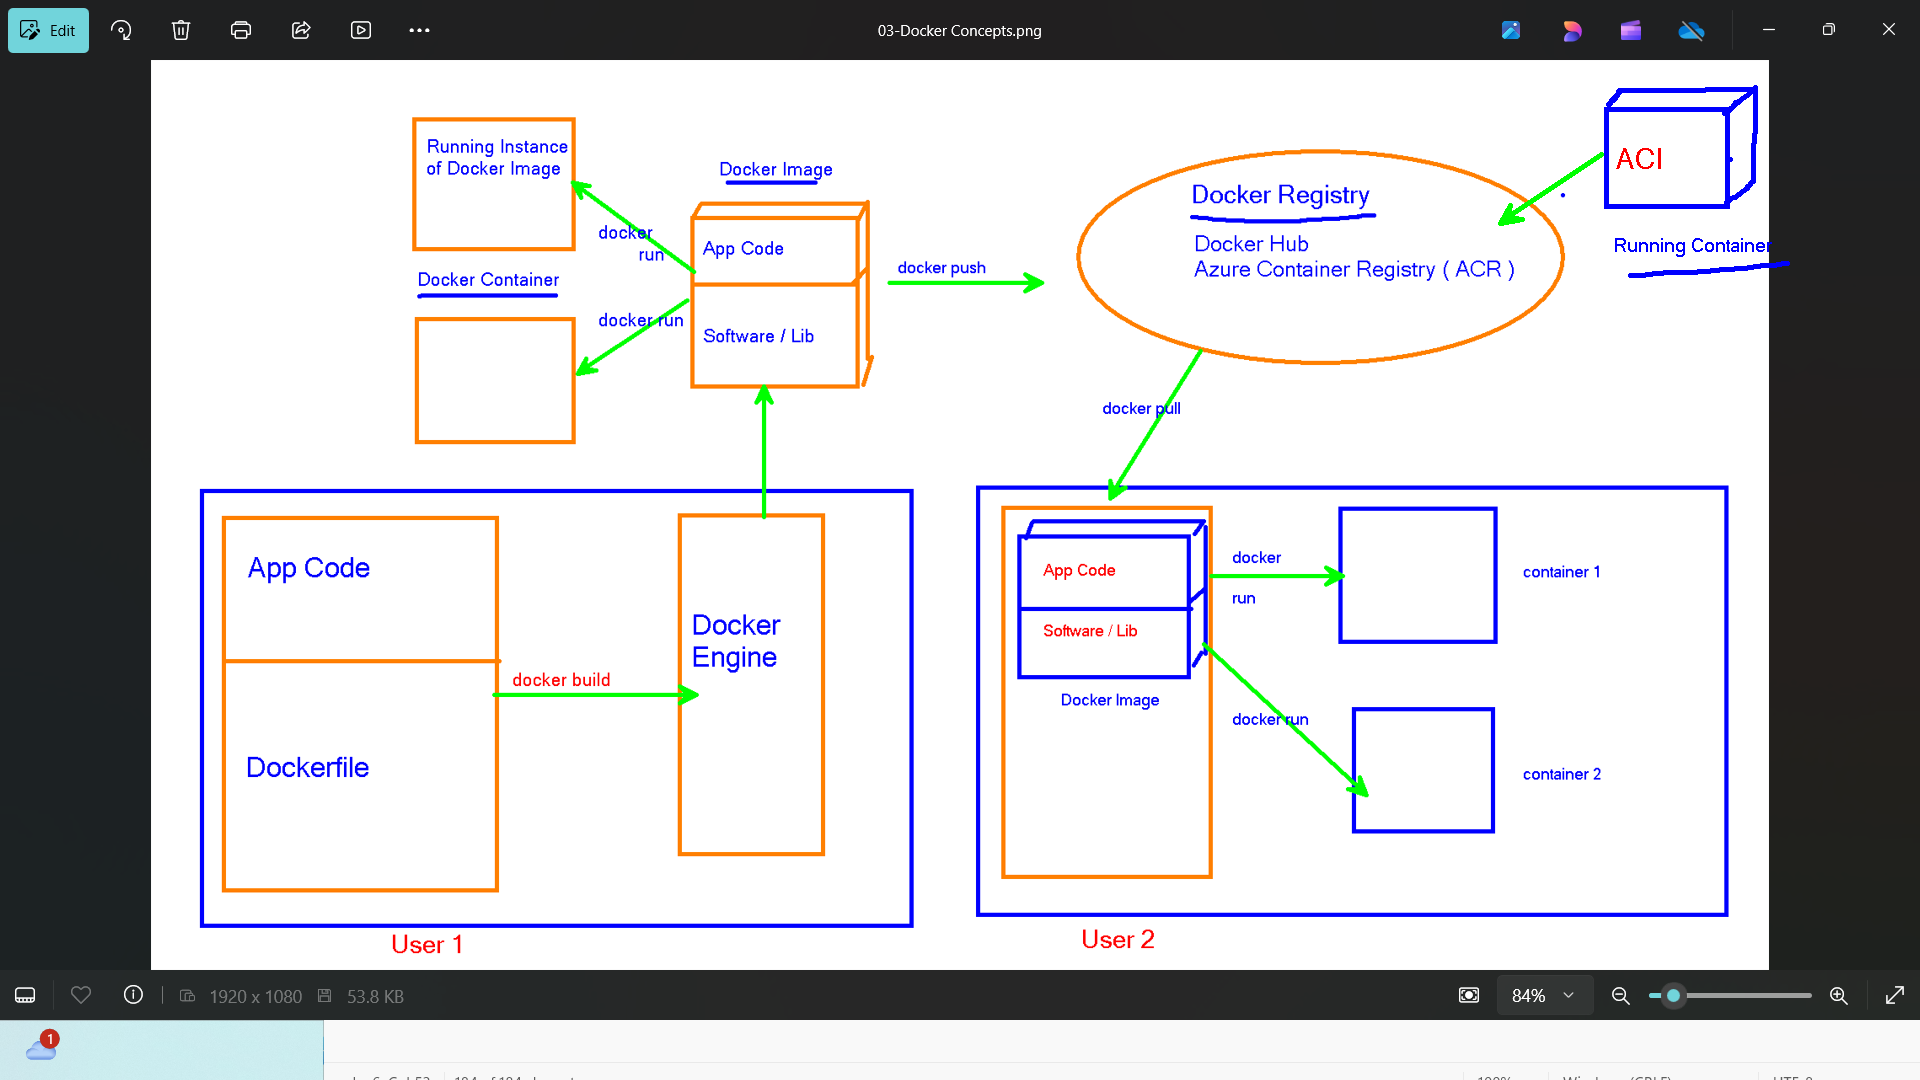 Edit
03-Docker Concepts.png
Running Instance
of Docker Image
Docker Image
docker
run
App Code
Docker Container
docker run
Software / Lib
docker push
Docker Registry
Docker Hub
Azure Container Registry ( ACR )
ACI
Running Container
docker pull
App Code
Dockerfile
docker build
Docker
Engine
User 1
App Code
Software / Lib
Docker Image
docker
run
container 1
docker run
container 2
User 2
1920 x 1080
53.8 KB
84%
1